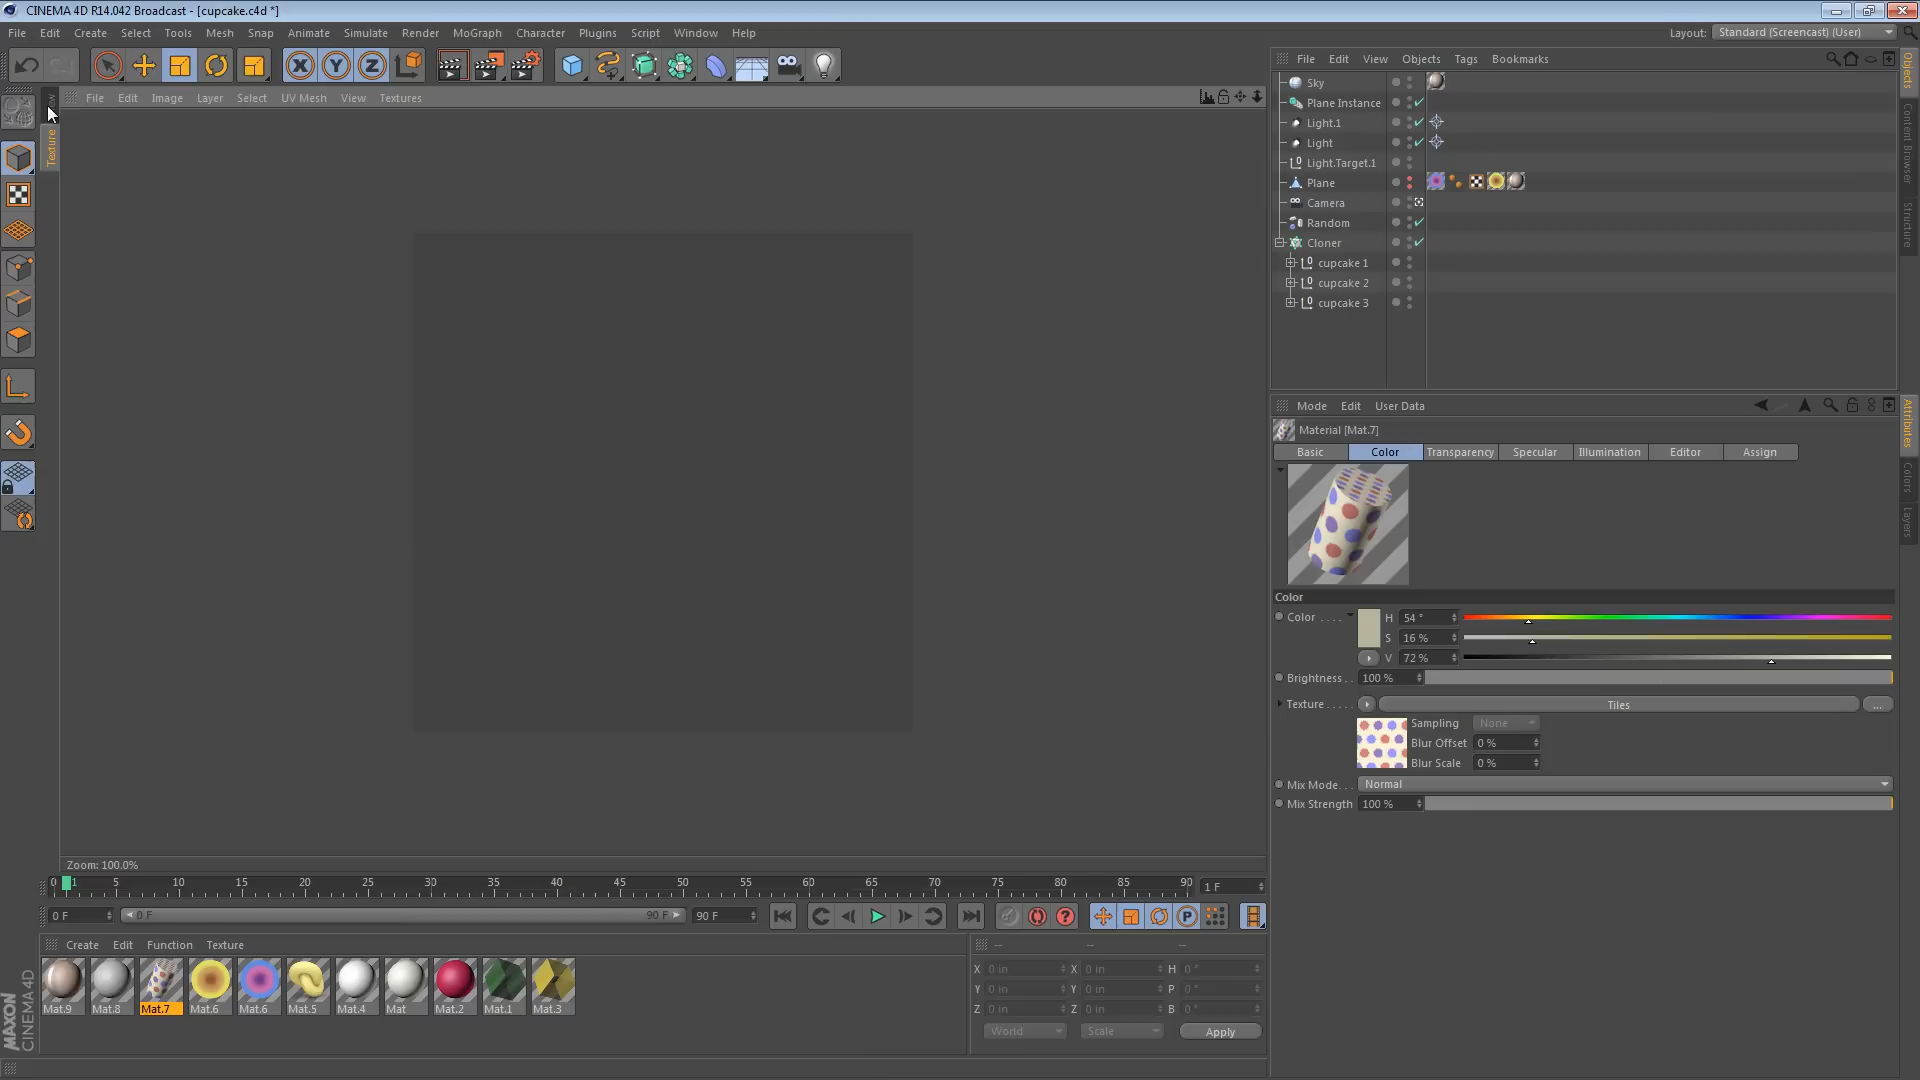 CINEMA 4D R14.042 Broadcast - [cupcake.c4d *]
File Edit Create Select Tools Mesh Snap Animate Simulate Render MoGraph Character Plugins Script Window Help
Layout: Standard (Screencast) (User)
File Edit View Objects Tags Bookmarks
File Edit Image Layer Select UV Mesh View Textures
Texture
Sky
Plane Instance
Light.1
Light
Light.Target.1
Plane
Camera
Random
Cloner
cupcake 1
cupcake 2
cupcake 3
Objects
Content Browser
Structure
Mode Edit User Data
Material [Mat.7]
Basic Color Transparency Specular Illumination Editor Assign
Attributes
Colors
Layers
Color
Color . . . . H 54 °
S 16 %
V 72 %
Brightness . . 100 %
Texture . . . . . Tiles ...
Sampling None
Blur Offset 0 %
Blur Scale 0 %
Mix Mode. . . Normal
Mix Strength 100 %
Zoom: 100.0%
0 1 5 10 15 20 25 30 35 40 45 50 55 60 65 70 75 80 85 90 1 F
0 F 0 F 90 F 90 F
Create Edit Function Texture
-- -- --
Mat.9 Mat.8 Mat.7 Mat.6 Mat.6 Mat.5 Mat.4 Mat Mat.2 Mat.1 Mat.3
X 0 in X 0 in H 0 °
Y 0 in Y 0 in P 0 °
Z 0 in Z 0 in B 0 °
World Scale Apply
MAXON
CINEMA 4D